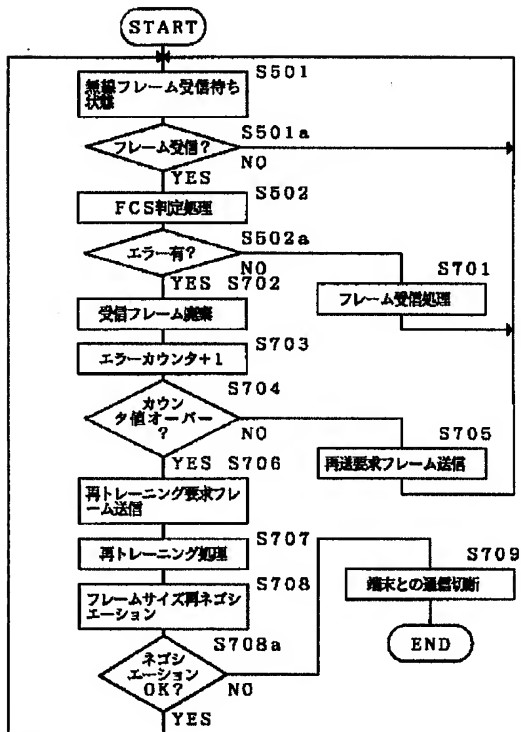 START
S501
無線フレーム受信待ち
状態
S501a
フレーム受信?
NO
YES
S502
FCS判定処理
S502a
エラー有?
NO
YES
S701
フレーム受信処理
S702
受信フレーム廃棄
S703
エラーカウンタ+1
S704
カウン
タ値オーバー
?
NO
YES
S705
再送要求フレーム送信
S706
再トレーニング要求フレ
ーム送信
S707
再トレーニング処理
S708
フレームサイズ再ネゴシ
エーション
S709
端末との通信切断
END
S708a
ネゴシ
エーション
OK?
NO
YES